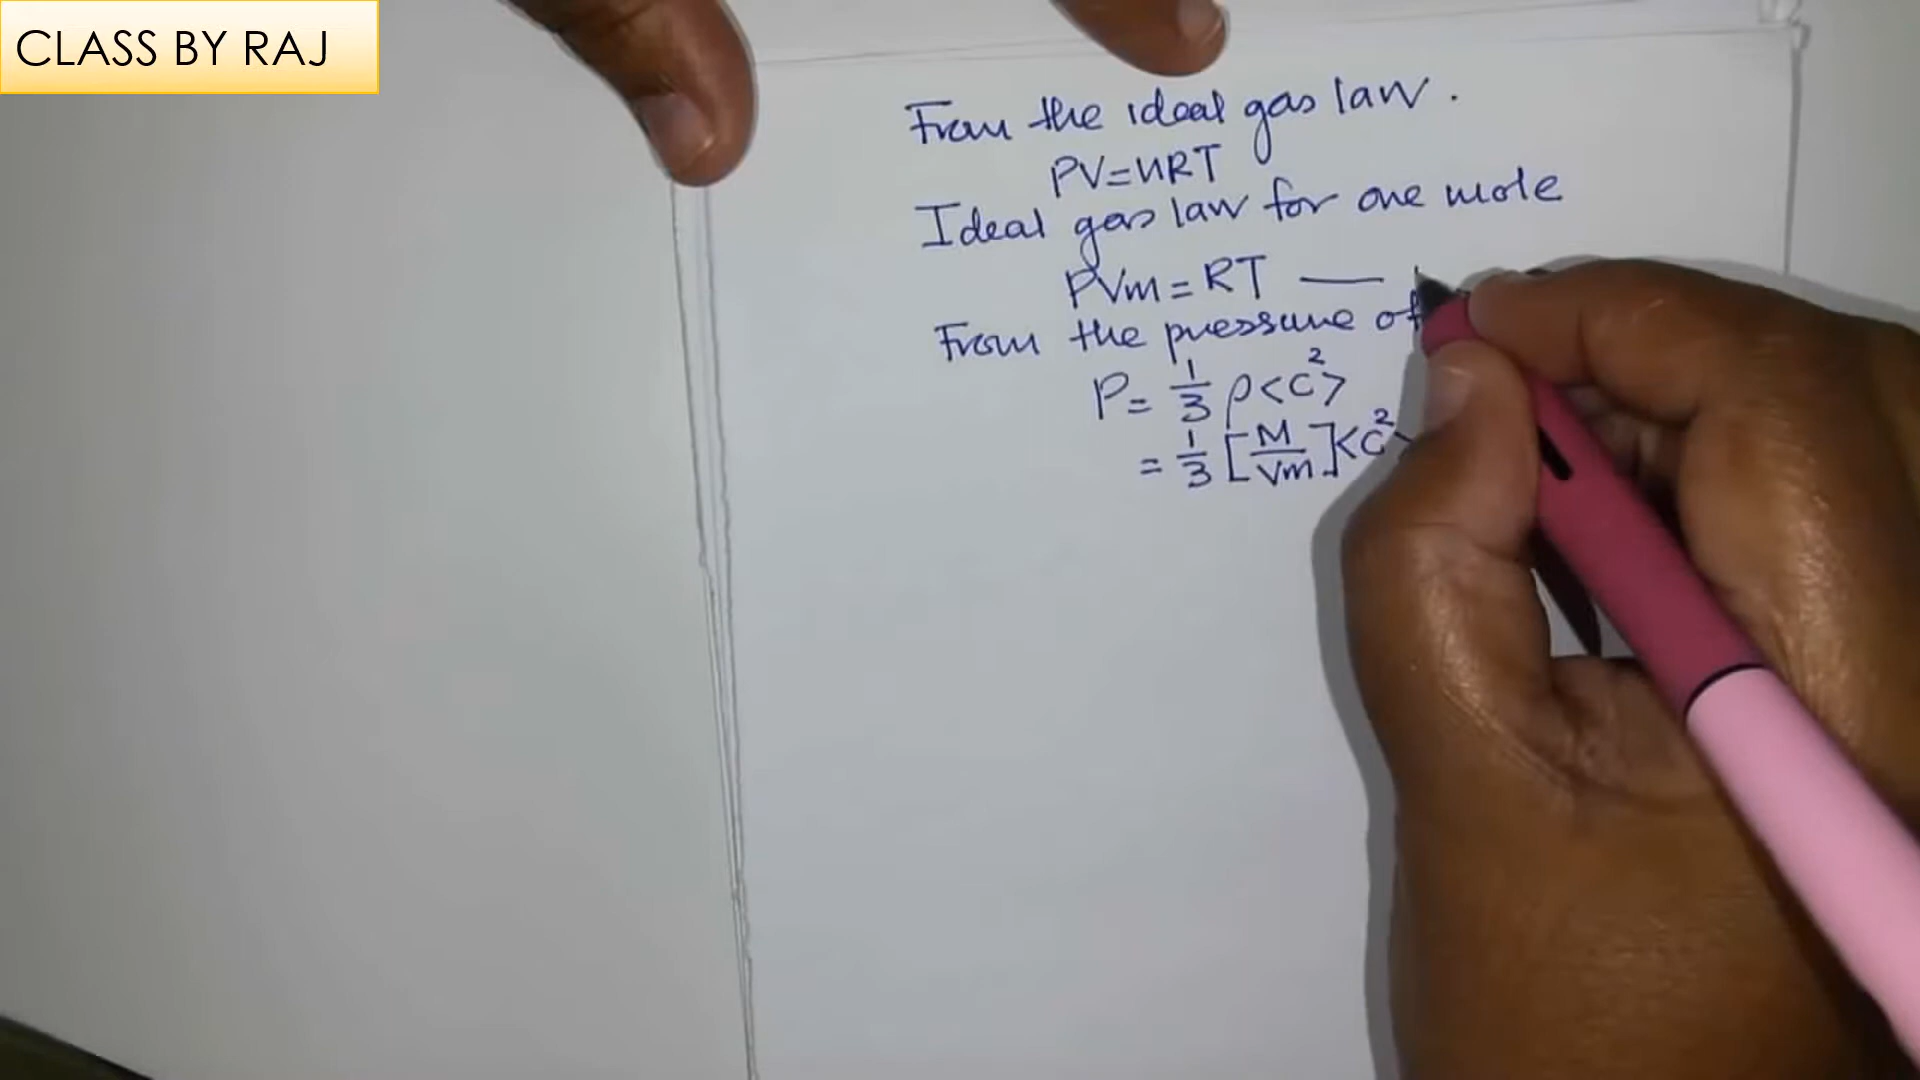 CLASS BY RAJ
From the ideal gas law.
PV=nRT
Ideal gas law for one mole
PVm = RT —
From the pressure of
P = 1/3 ρ<c²>
= 1/3 [M/Vm]<c²>